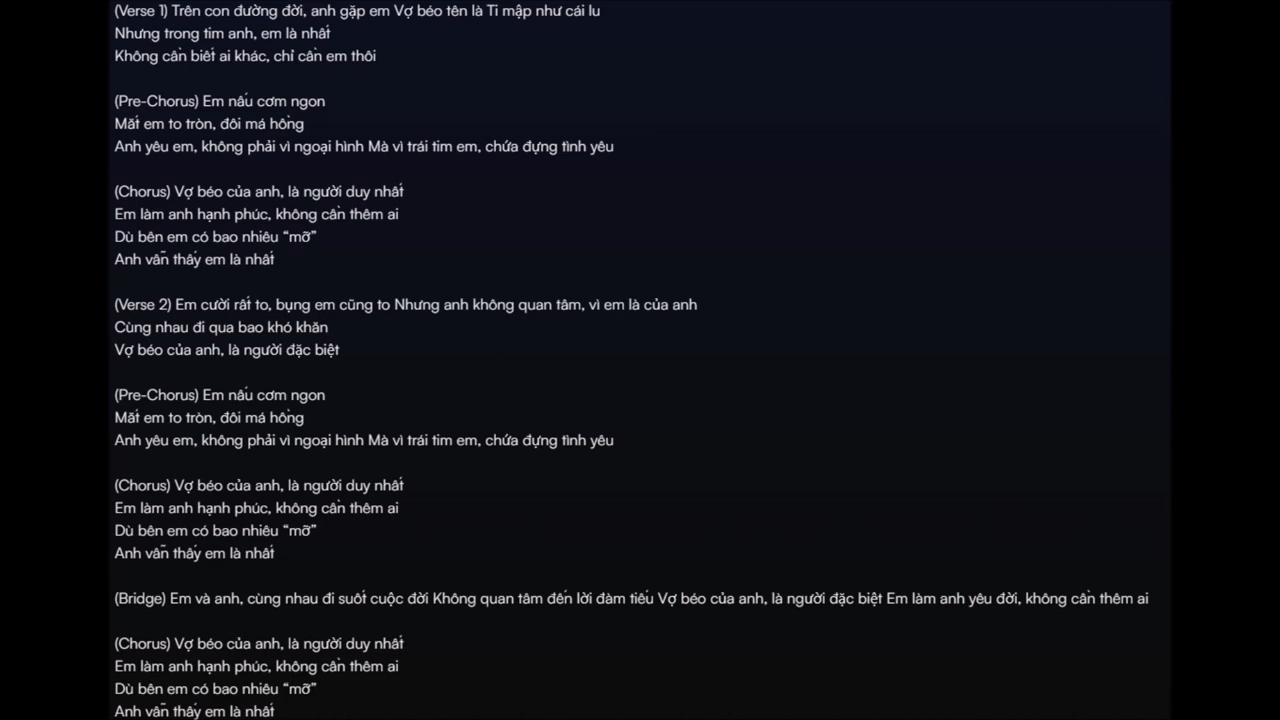 (Verse 1) Trên con đường đời, anh gặp em Vợ béo tên là Ti mập như cái lu
Nhưng trong tim anh, em là nhất
Không cần biết ai khác, chỉ cần em thôi
(Pre-Chorus) Em nấu cơm ngon
Mắt em to tròn, đôi má hồng
Anh yêu em, không phải vì ngoại hình Mà vì trái tim em, chứa đựng tình yêu
(Chorus) Vợ béo của anh, là người duy nhất
Em làm anh hạnh phúc, không cần thêm ai
Dù bên em có bao nhiêu “mỡ”
Anh vẫn thấy em là nhất
(Verse 2) Em cười rất to, bụng em cũng to Nhưng anh không quan tâm, vì em là của anh
Cùng nhau đi qua bao khó khăn
Vợ béo của anh, là người đặc biệt
(Pre-Chorus) Em nấu cơm ngon
Mắt em to tròn, đôi má hồng
Anh yêu em, không phải vì ngoại hình Mà vì trái tim em, chứa đựng tình yêu
(Chorus) Vợ béo của anh, là người duy nhất
Em làm anh hạnh phúc, không cần thêm ai
Dù bên em có bao nhiêu “mỡ”
Anh vẫn thấy em là nhất
(Bridge) Em và anh, cùng nhau đi suốt cuộc đời Không quan tâm đến lời đàm tiếu Vợ béo của anh, là người đặc biệt Em làm anh yêu đời, không cần thêm ai
(Chorus) Vợ béo của anh, là người duy nhất
Em làm anh hạnh phúc, không cần thêm ai
Dù bên em có bao nhiêu “mỡ”
Anh vẫn thấy em là nhất